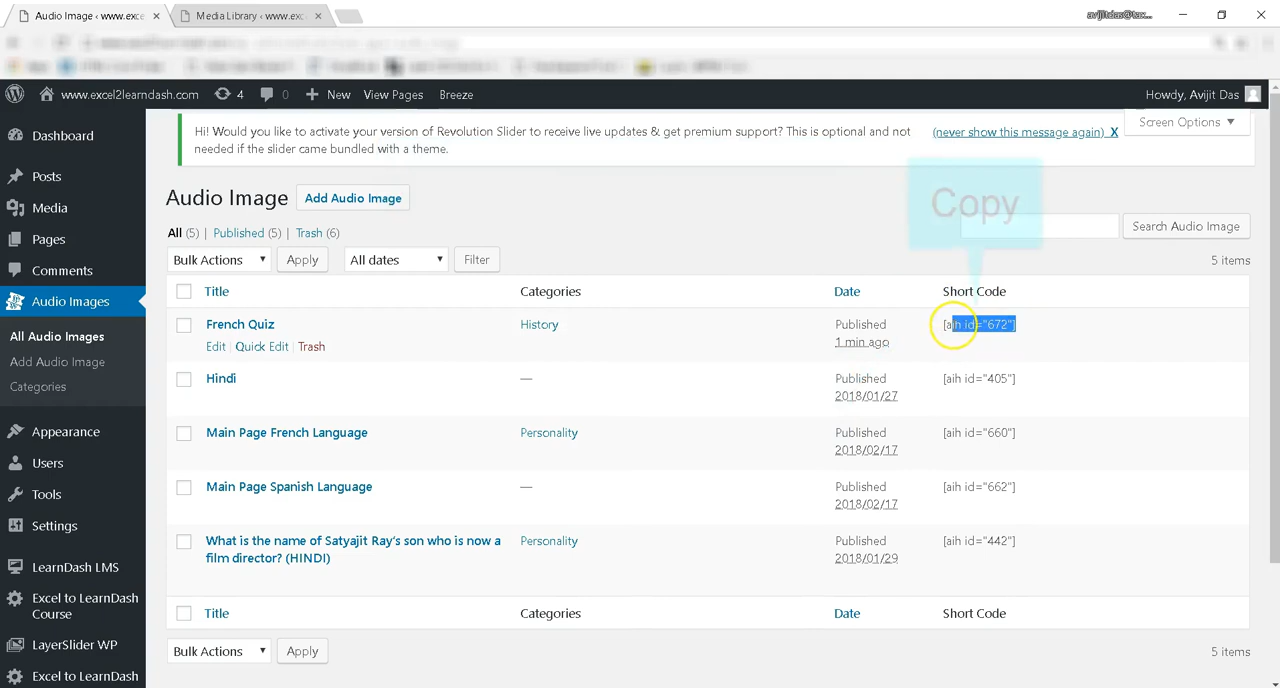 Audio Image ‹ www.exce
Media Library ‹ www.exc
www.excel2learndash.com
4
0
New
View Pages
Breeze
Howdy, Avijit Das
Hi! Would you like to activate your version of Revolution Slider to receive live updates & get premium support? This is optional and not
needed if the slider came bundled with a theme.
(never show this message again) X
Screen Options
Dashboard
Posts
Media
Pages
Comments
Audio Images
All Audio Images
Add Audio Image
Categories
Appearance
Users
Tools
Settings
LearnDash LMS
Excel to LearnDash
Course
LayerSlider WP
Excel to LearnDash
Audio Image
Add Audio Image
Copy
All (5) | Published (5) | Trash (6)
Search Audio Image
Bulk Actions
Apply
All dates
Filter
5 items
Title Categories Date Short Code
French Quiz History Published [aih id="672"]
Edit | Quick Edit | Trash 1 min ago
Hindi — Published [aih id="405"]
2018/01/27
Main Page French Language Personality Published [aih id="660"]
2018/02/17
Main Page Spanish Language — Published [aih id="662"]
2018/02/17
What is the name of Satyajit Ray's son who is now a Personality Published [aih id="442"]
film director? (HINDI) 2018/01/29
Title Categories Date Short Code
Bulk Actions
Apply
5 items